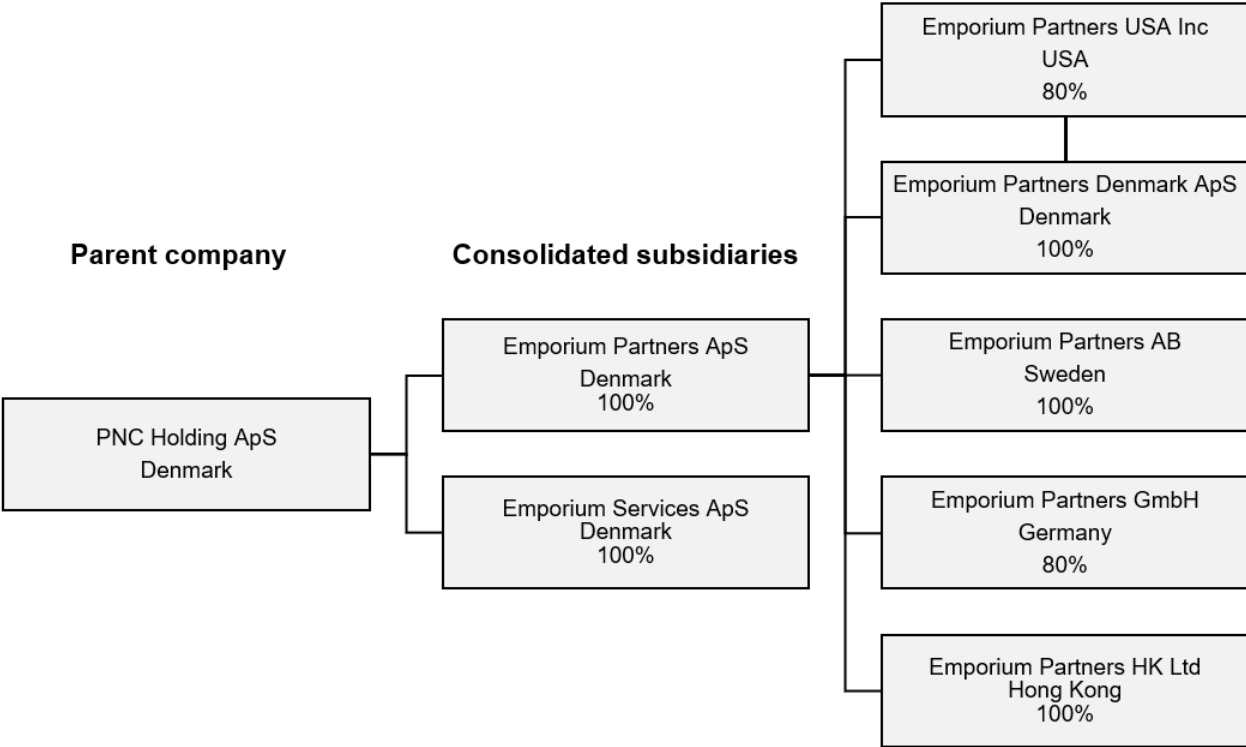 Parent company
PNC Holding ApS
Denmark
Consolidated subsidiaries
Emporium Partners ApS
Denmark
100%
Emporium Services ApS
Denmark
100%
Emporium Partners USA Inc
USA
80%
Emporium Partners Denmark ApS
Denmark
100%
Emporium Partners AB
Sweden
100%
Emporium Partners GmbH
Germany
80%
Emporium Partners HK Ltd
Hong Kong
100%